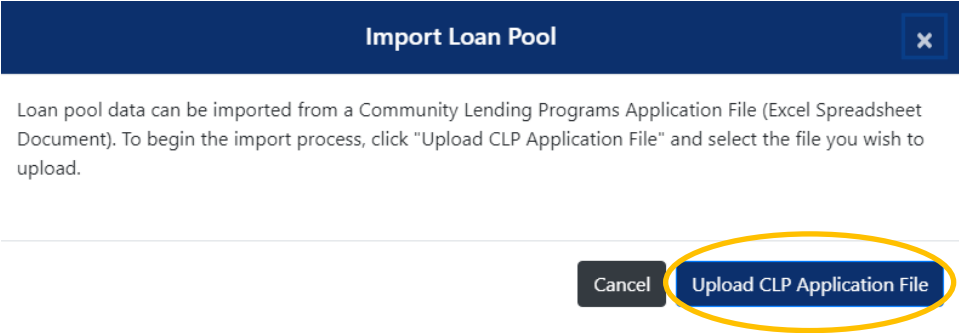 Import Loan Pool
×
Loan pool data can be imported from a Community Lending Programs Application File (Excel Spreadsheet
Document). To begin the import process, click "Upload CLP Application File" and select the file you wish to
upload.
Cancel Upload CLP Application File